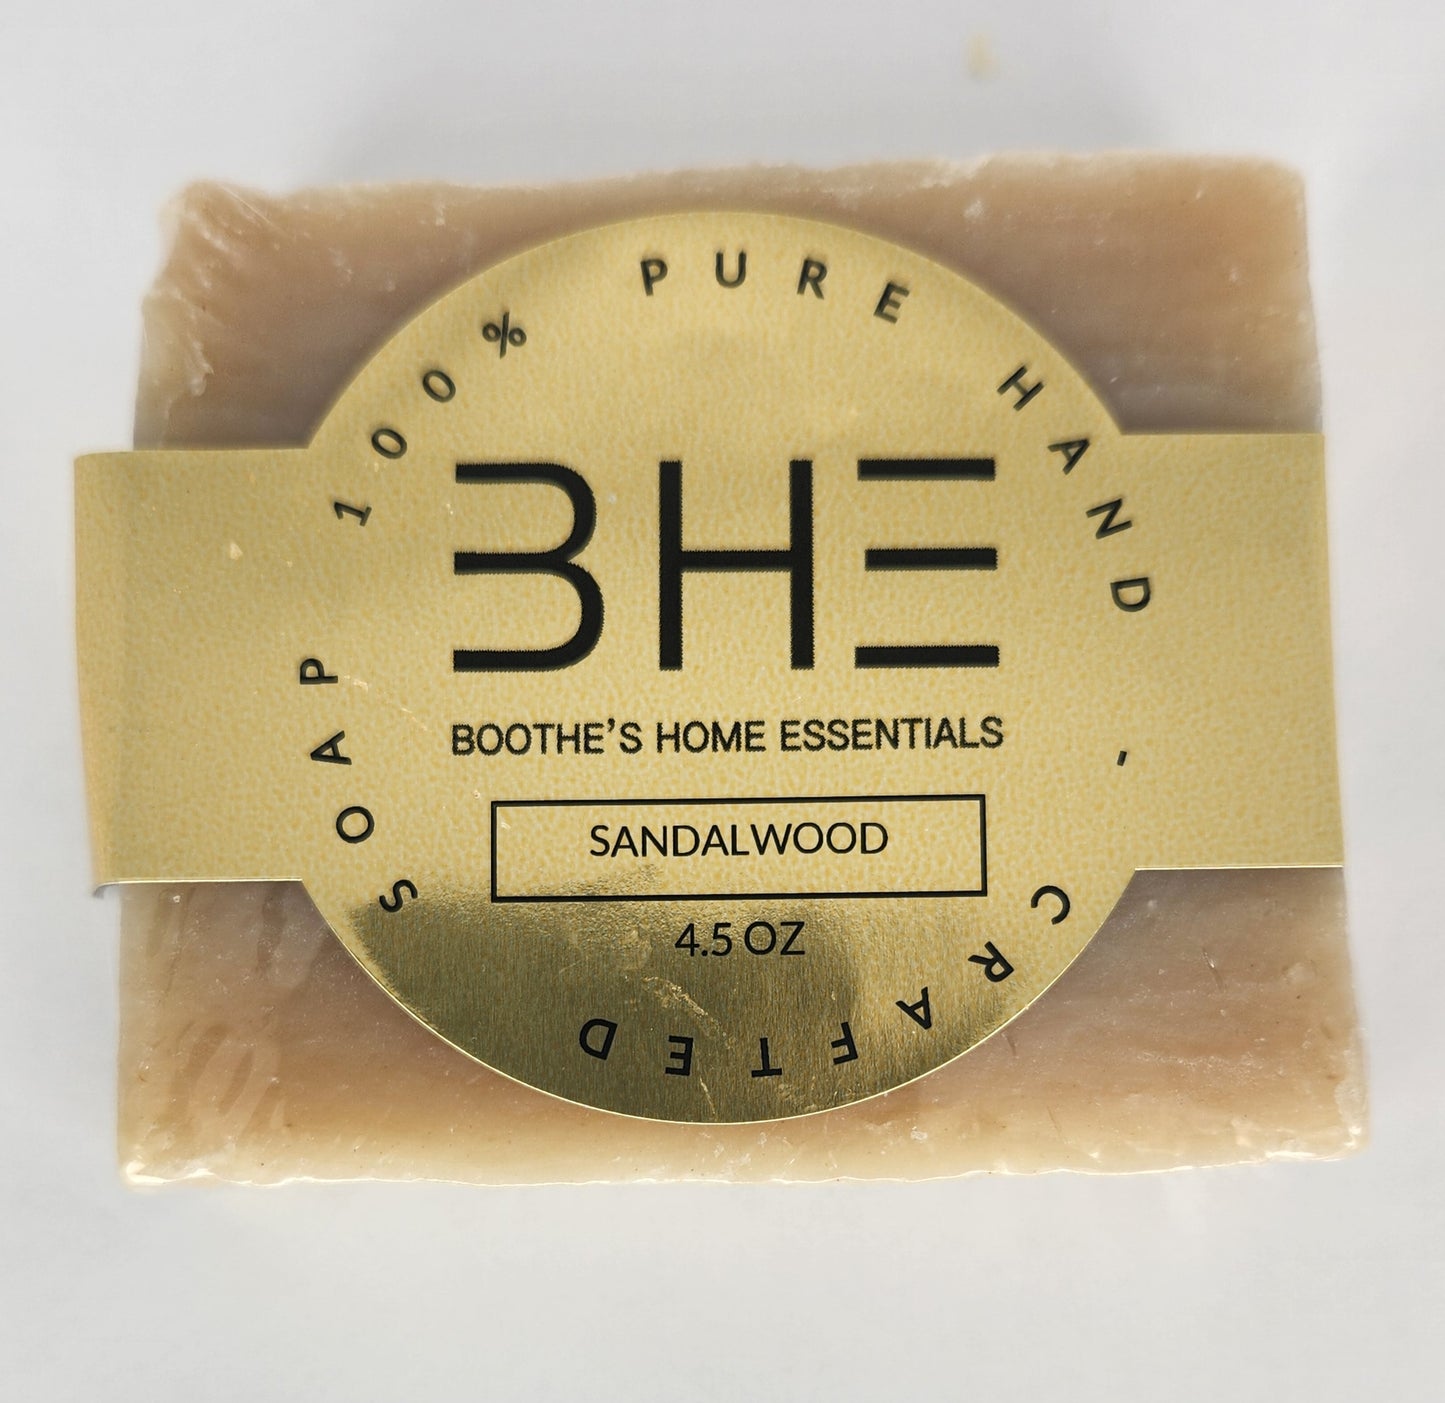 100% PURE HAND - CRAFTED SOAP
BHE
BOOTHE'S HOME ESSENTIALS
SANDALWOOD
4.5 OZ